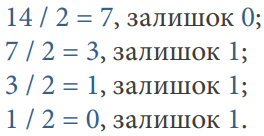 14 / 2 = 7, залишок 0;
7 / 2 = 3, залишок 1;
3 / 2 = 1, залишок 1;
1 / 2 = 0, залишок 1.